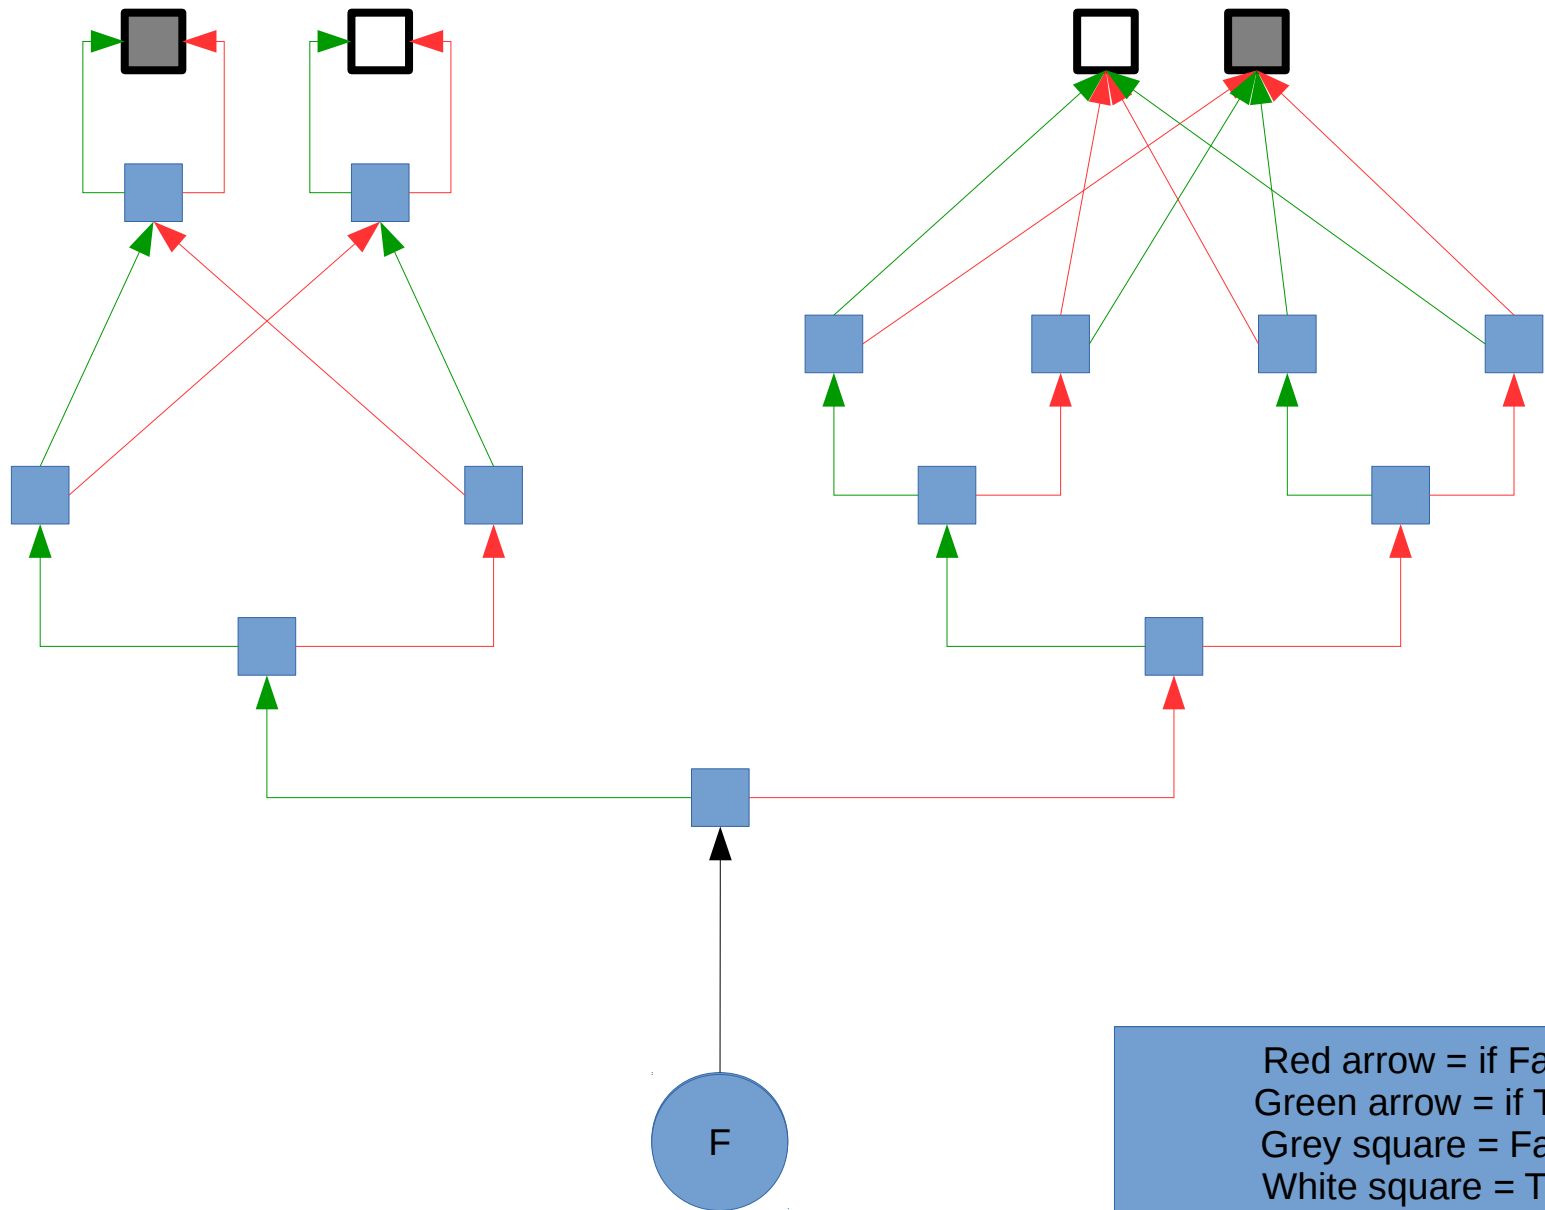 F
Red arrow = if Fa
Green arrow = if T
Grey square = Fa
White square = T